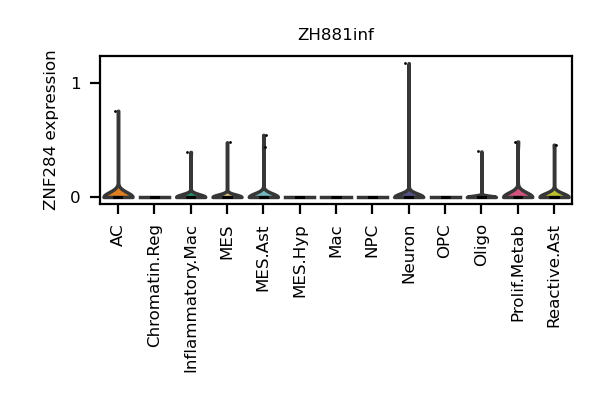 ZH881inf
ZNF284 expression
1
0
AC
Chromatin.Reg
Inflammatory.Mac
MES
MES.Ast
MES.Hyp
Mac
NPC
Neuron
OPC
Oligo
Prolif.Metab
Reactive.Ast